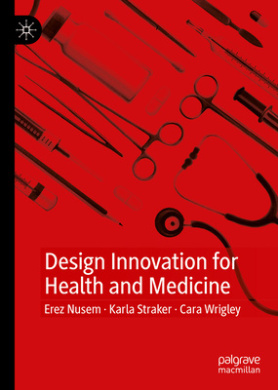 Design Innovation for
Health and Medicine
Erez Nusem · Karla Straker · Cara Wrigley
palgrave
macmillan